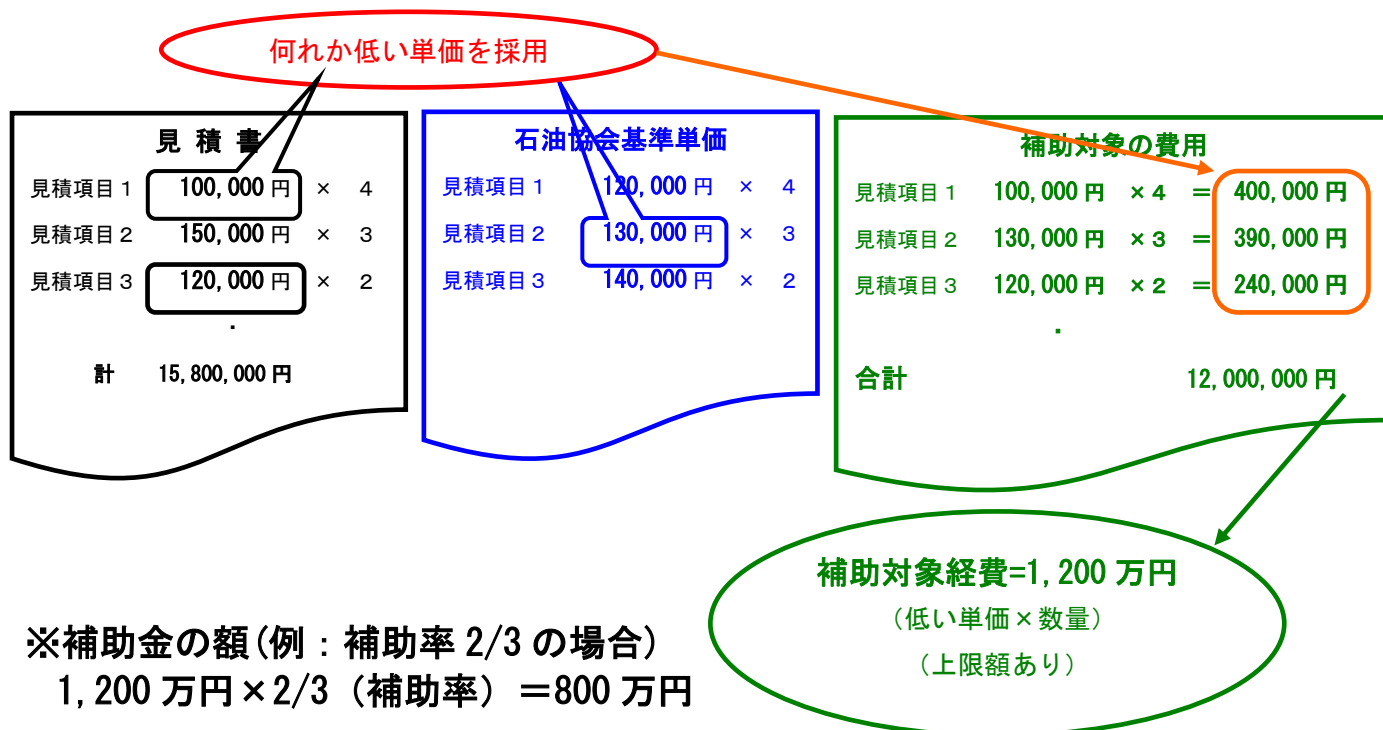 何れか低い単価を採用
見 積 書
見積項目1 100,000 円 × 4
見積項目2 150,000 円 × 3
見積項目3 120,000 円 × 2
.
計 15,800,000 円
石油協会基準単価
見積項目1 120,000 円 × 4
見積項目2 130,000 円 × 3
見積項目3 140,000 円 × 2
補助対象の費用
見積項目1 100,000 円 ×4 = 400,000 円
見積項目2 130,000 円 ×3 = 390,000 円
見積項目3 120,000 円 ×2 = 240,000 円
.
合計 12,000,000 円
補助対象経費=1,200 万円
(低い単価×数量)
(上限額あり)
※補助金の額(例:補助率 2/3 の場合)
1,200 万円×2/3(補助率)=800 万円